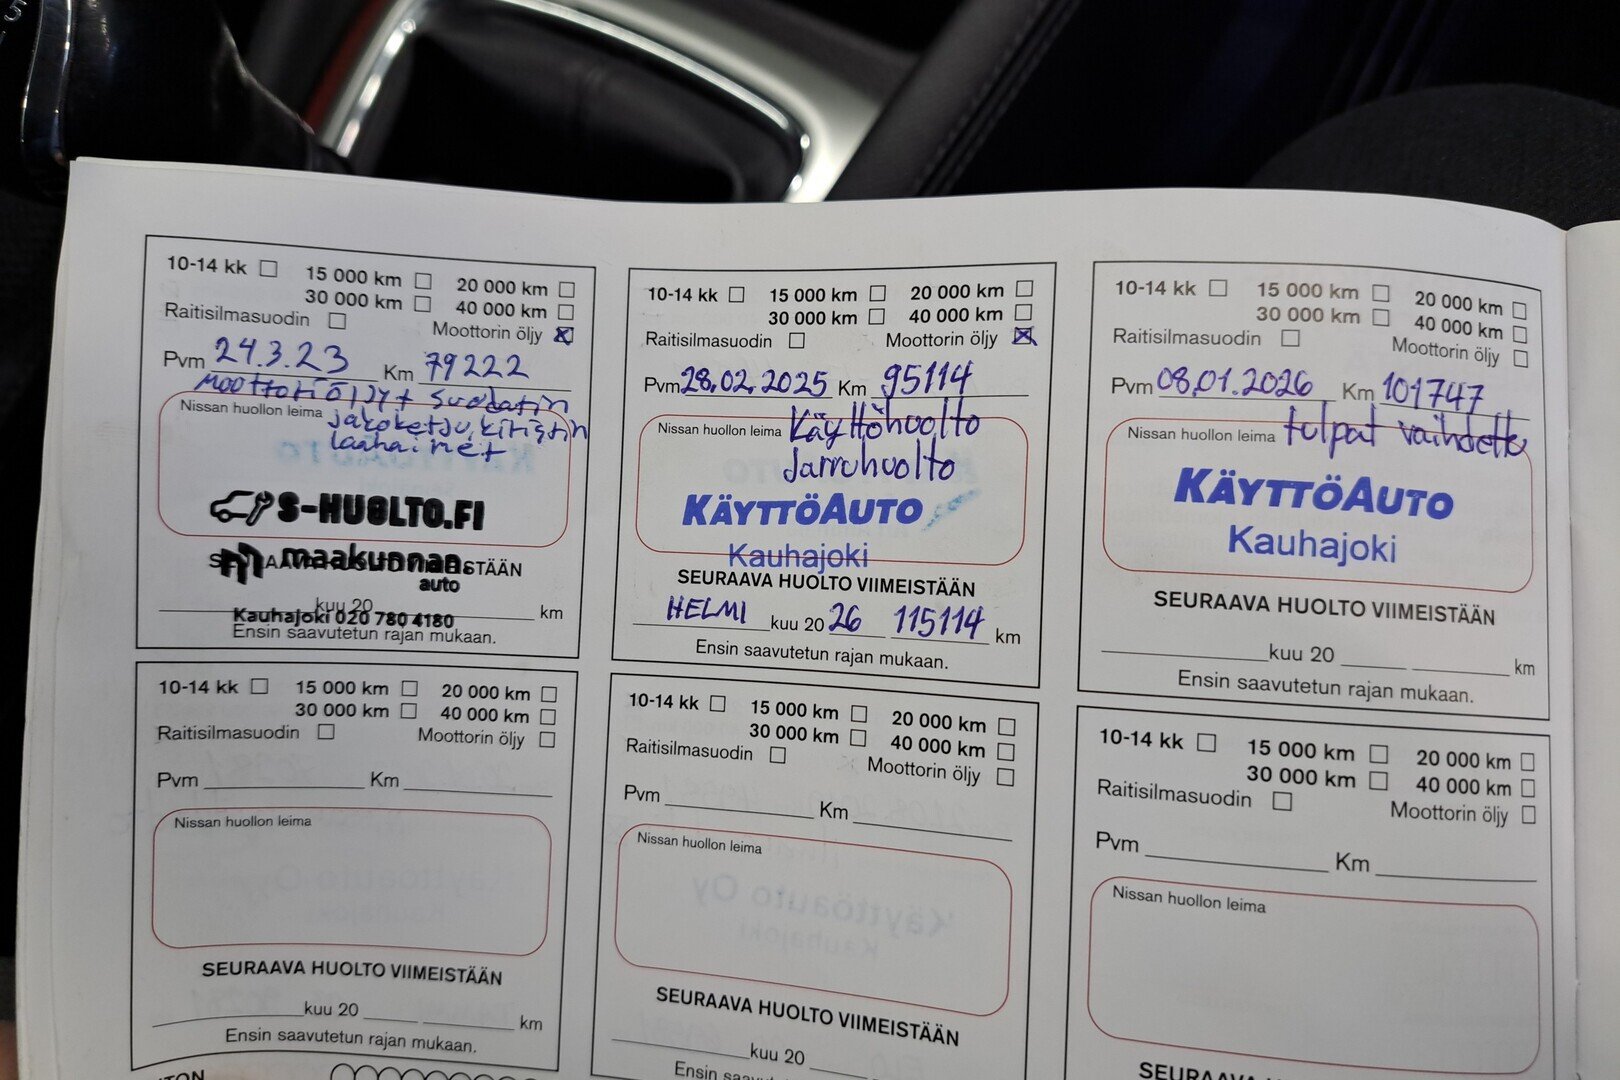 10-14 kk 15 000 km 20 000 km
30 000 km 40 000 km
Raitisilmasuodin Moottorin öljy
Pvm 24.3.23 Km 79222
moottoriöljy + suodatin
Nissan huollon leima jakoketju, kiristin
laahaimet
S-HUOLTO.FI
maakunnan
auto
kuu 20 km
Kauhajoki 020 780 4180
Ensin saavutetun rajan mukaan.
10-14 kk 15 000 km 20 000 km
30 000 km 40 000 km
Raitisilmasuodin Moottorin öljy
Pvm 28.02.2025 Km 95114
Nissan huollon leima Käyttöhuolto
Jarruhuolto
KÄYTTÖAUTO
Kauhajoki
SEURAAVA HUOLTO VIIMEISTÄÄN
HELMI kuu 20 26 115114 km
Ensin saavutetun rajan mukaan.
10-14 kk 15 000 km 20 000 km
30 000 km 40 000 km
Raitisilmasuodin Moottorin öljy
Pvm 08.01.2026 Km 101747
Nissan huollon leima tulpat vaihdettu
KÄYTTÖAUTO
Kauhajoki
SEURAAVA HUOLTO VIIMEISTÄÄN
kuu 20 km
Ensin saavutetun rajan mukaan.
10-14 kk 15 000 km 20 000 km
30 000 km 40 000 km
Raitisilmasuodin Moottorin öljy
Pvm Km
Nissan huollon leima
SEURAAVA HUOLTO VIIMEISTÄÄN
kuu 20 km
Ensin saavutetun rajan mukaan.
10-14 kk 15 000 km 20 000 km
30 000 km 40 000 km
Raitisilmasuodin Moottorin öljy
Pvm Km
Nissan huollon leima
SEURAAVA HUOLTO VIIMEISTÄÄN
kuu 20 km
Ensin
10-14 kk 15 000 km 20 000 km
30 000 km 40 000 km
Raitisilmasuodin Moottorin öljy
Pvm Km
Nissan huollon leima
SEURAAVA HUOLTO VIIMEISTÄÄN